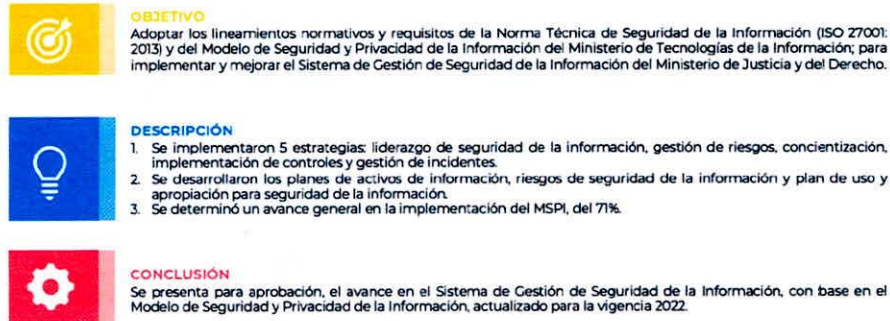 OBJETIVO
Adoptar los lineamientos normativos y requisitos de la Norma Técnica de Seguridad de la Información (ISO 27001:
2013) y del Modelo de Seguridad y Privacidad de la Información del Ministerio de Tecnologías de la Información; para
implementar y mejorar el Sistema de Gestión de Seguridad de la Información del Ministerio de Justicia y del Derecho.
DESCRIPCIÓN
1. Se implementaron 5 estrategias: liderazgo de seguridad de la información, gestión de riesgos, concientización,
implementación de controles y gestión de incidentes.
2. Se desarrollaron los planes de activos de información, riesgos de seguridad de la información y plan de uso y
apropiación para seguridad de la información.
3. Se determinó un avance general en la implementación del MSPI, del 71%.
CONCLUSIÓN
Se presenta para aprobación, el avance en el Sistema de Gestión de Seguridad de la Información, con base en el
Modelo de Seguridad y Privacidad de la Información, actualizado para la vigencia 2022.